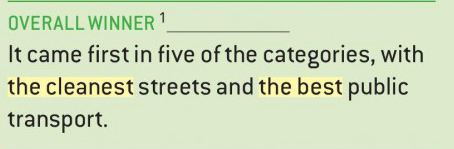 OVERALL WINNER ¹__________
It came first in five of the categories, with
the cleanest streets and the best public
transport.